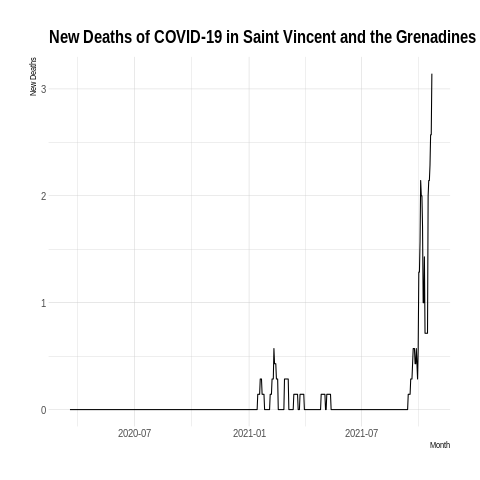 New Deaths of COVID-19 in Saint Vincent and the Grenadines
New Deaths
3
2
1
0
2020-07
2021-01
2021-07
Month